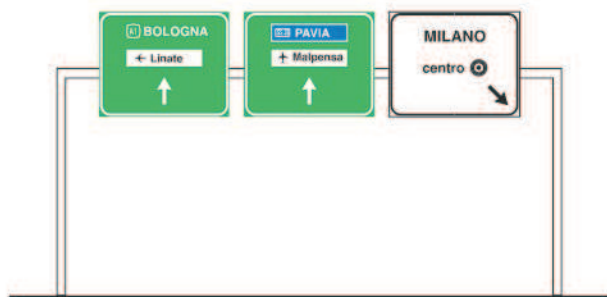 A1 BOLOGNA
Linate
PAVIA
Malpensa
MILANO
centro